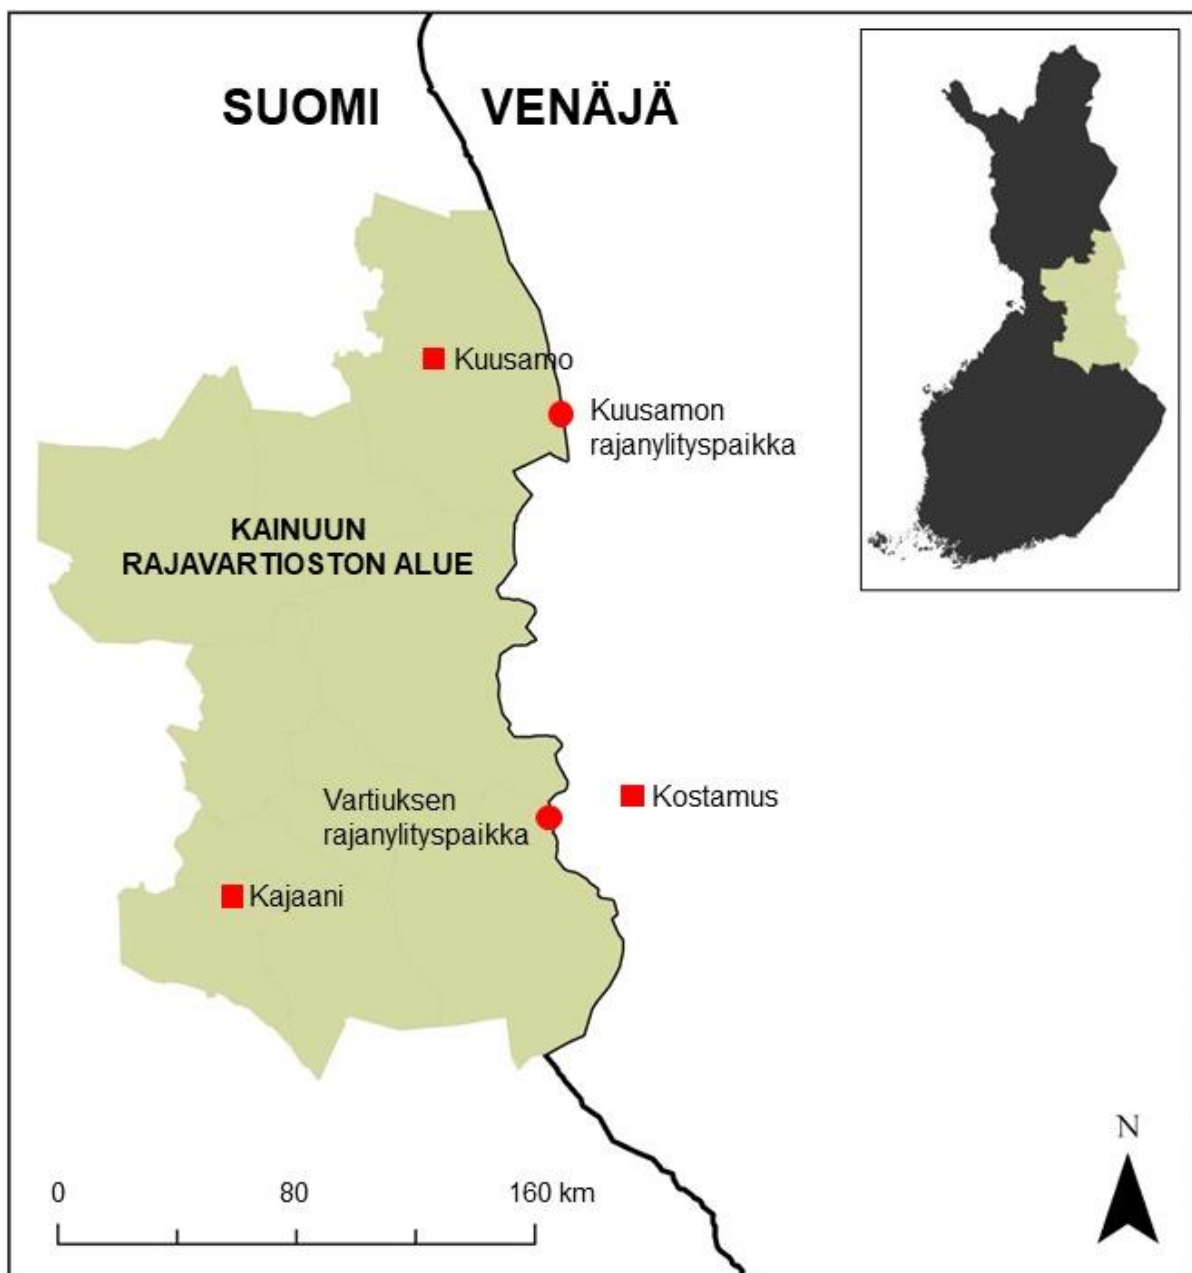 SUOMI VENÄJÄ
Kuusamo
Kuusamon
rajanylityspaikka
KAINUUN
RAJAVARTIOSTON ALUE
Vartiuksen
rajanylityspaikka
Kostamus
Kajaani
0 80 160 km
N